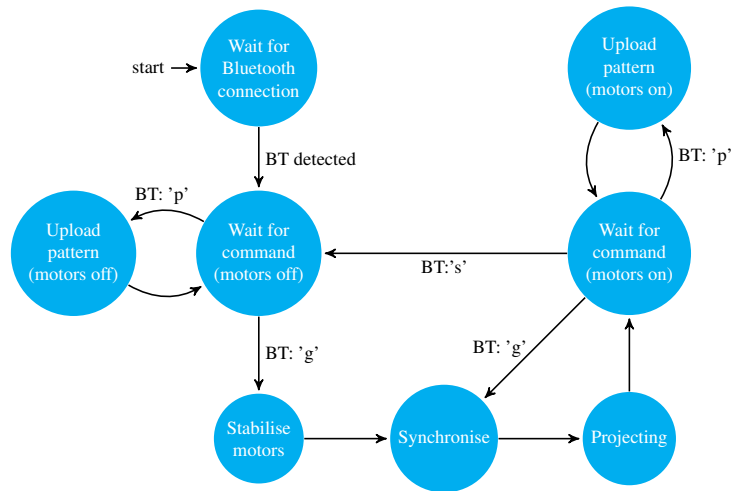 start
Wait for
Bluetooth
connection
Upload
pattern
(motors on)
BT detected
BT: 'p'
BT: 'p'
Upload
pattern
(motors off)
Wait for
command
(motors off)
BT:'s'
Wait for
command
(motors on)
BT: 'g'
BT: 'g'
Stabilise
motors
Synchronise
Projecting